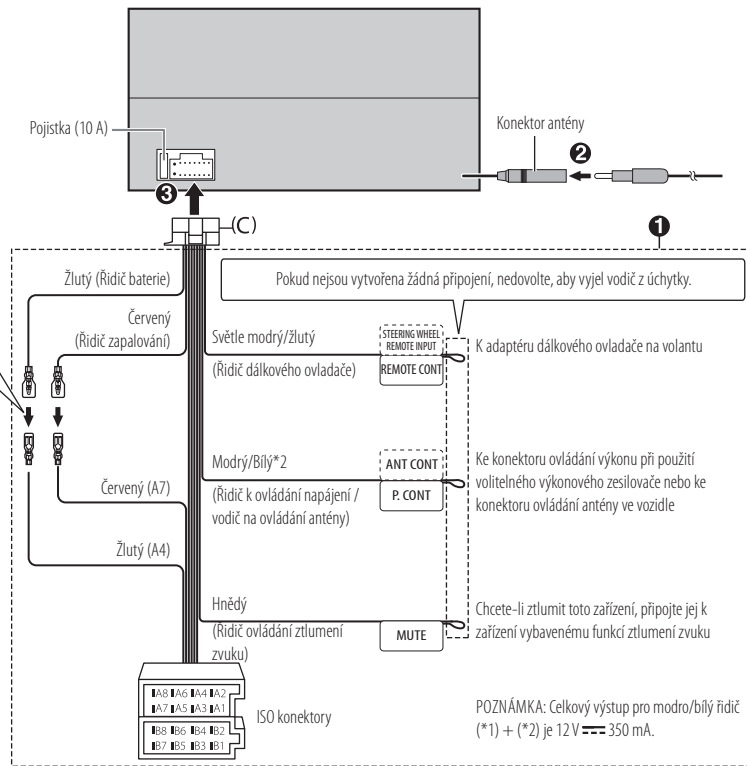 Pojistka (10 A)
Konektor antény
❷
❸
(C)
❶
Žlutý (Řidič baterie)
Pokud nejsou vytvořena žádná připojení, nedovolte, aby vyjel vodič z úchytky.
Červený
(Řidič zapalování)
Světle modrý/žlutý
(Řidič dálkového ovladače)
STEERING WHEEL
REMOTE INPUT
REMOTE CONT
K adaptéru dálkového ovladače na volantu
Modrý/Bílý*2
(Řidič k ovládání napájení /
vodič na ovládání antény)
ANT CONT
P. CONT
Ke konektoru ovládání výkonu při použití
volitelného výkonového zesilovače nebo ke
konektoru ovládání antény ve vozidle
Červený (A7)
Žlutý (A4)
Hnědý
(Řidič ovládání ztlumení
zvuku)
MUTE
Chcete-li ztlumit toto zařízení, připojte jej k
zařízení vybavenému funkcí ztlumení zvuku
A8 A6 A4 A2
A7 A5 A3 A1
B8 B6 B4 B2
B7 B5 B3 B1
ISO konektory
POZNÁMKA: Celkový výstup pro modro/bílý řidič
(*1) + (*2) je 12 V ⎓ 350 mA.